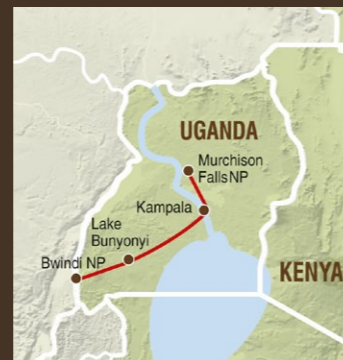 UGANDA
Murchison
Falls NP
Kampala
Lake
Bunyonyi
Bwindi NP
KENYA